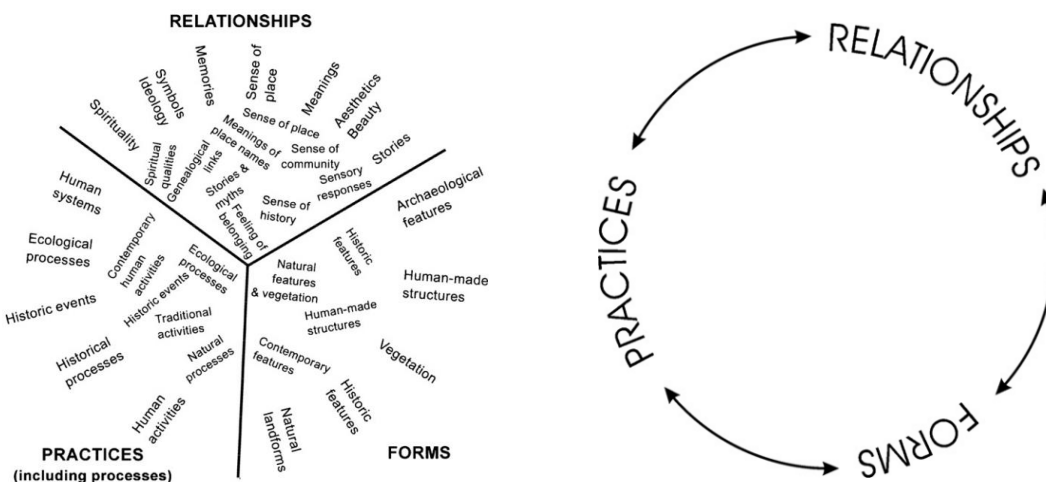 RELATIONSHIPS
Spirituality
Symbols
Ideology
Memories
Sense of
place
Meanings
Aesthetics
Beauty
Spiritual
qualities
Genealogical
links
Meanings of
place names
Sense of place
Sense of
community
Stories
Stories &
myths
Sensory
responses
Feeling of
belonging
Sense of
history
Human
systems
Ecological
processes
Historic events
Historical
processes
Human
activities
Contemporary
human
activities
Ecological
processes
Historic events
Traditional
activities
Natural
processes
PRACTICES
(including processes)
Archaeological
features
Historic
features
Natural
features
& vegetation
Human-made
structures
Human-made
structures
Contemporary
features
Vegetation
Historic
features
Natural
landforms
FORMS
RELATIONSHIPS
PRACTICES
FORMS